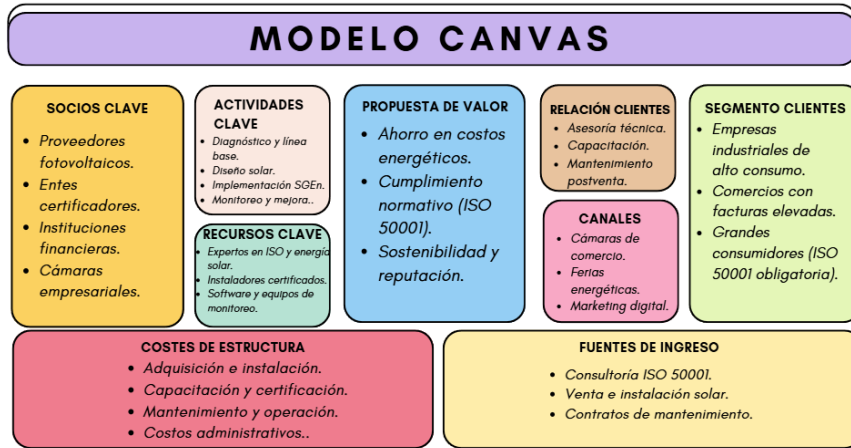 MODELO CANVAS
SOCIOS CLAVE
• Proveedores
fotovoltaicos.
• Entes
certificadores.
• Instituciones
financieras.
• Cámaras
empresariales.
ACTIVIDADES
CLAVE
• Diagnóstico y línea
base.
• Diseño solar.
• Implementación SGEn.
• Monitoreo y mejora..
RECURSOS CLAVE
• Expertos en ISO y energía
solar.
• Instaladores certificados.
• Software y equipos de
monitoreo.
PROPUESTA DE VALOR
• Ahorro en costos
energéticos.
• Cumplimiento
normativo (ISO
50001).
• Sostenibilidad y
reputación.
RELACIÓN CLIENTES
• Asesoría técnica.
• Capacitación.
• Mantenimiento
postventa.
CANALES
• Cámaras de
comercio.
• Ferias
energéticas.
• Marketing digital.
SEGMENTO CLIENTES
• Empresas
industriales de
alto consumo.
• Comercios con
facturas elevadas.
• Grandes
consumidores (ISO
50001 obligatoria).
COSTES DE ESTRUCTURA
• Adquisición e instalación.
• Capacitación y certificación.
• Mantenimiento y operación.
• Costos administrativos..
FUENTES DE INGRESO
• Consultoría ISO 50001.
• Venta e instalación solar.
• Contratos de mantenimiento.